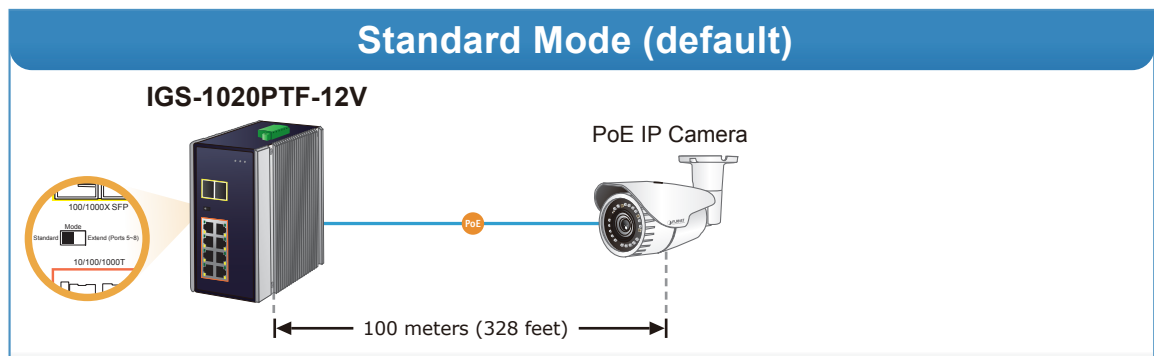 Standard Mode (default)
IGS-1020PTF-12V
PoE IP Camera
100/1000X SFP
Mode
Standard Extend (Ports 5~8)
10/100/1000T
PoE
PLANET
100 meters (328 feet)